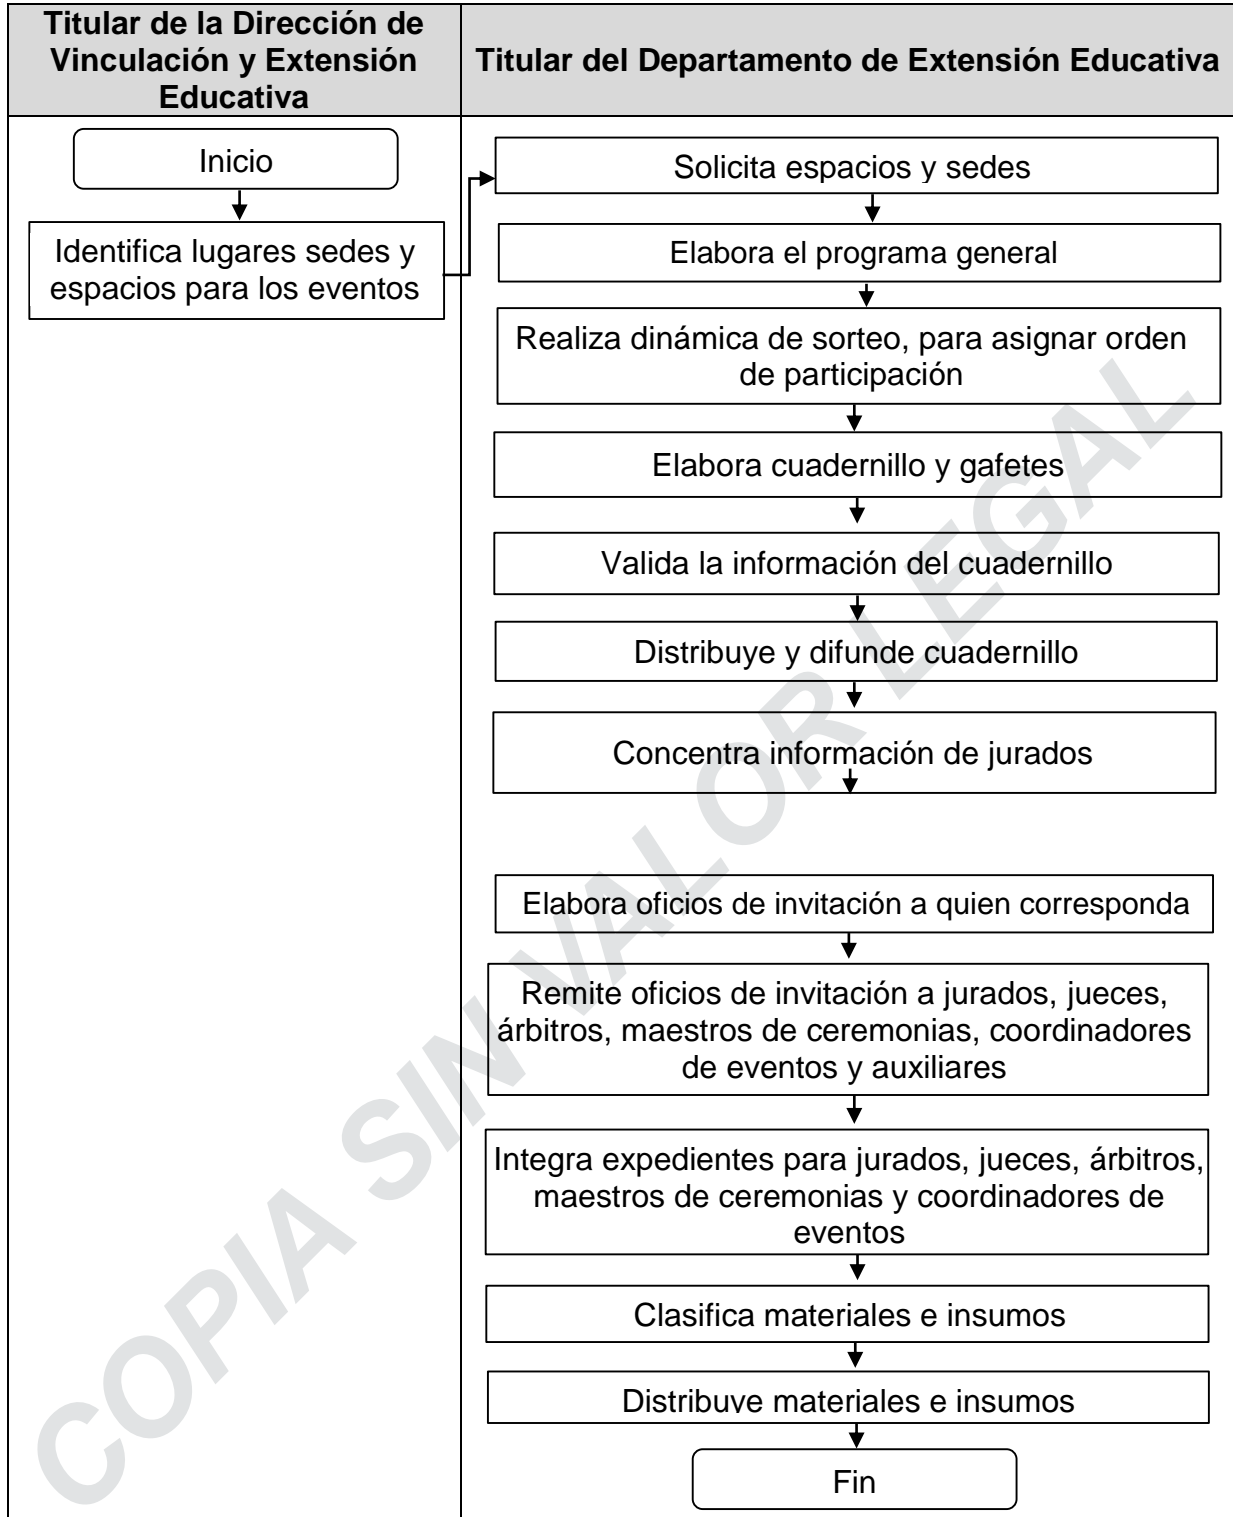 Titular de la Dirección de
Vinculación y Extensión
Educativa
Titular del Departamento de Extensión Educativa
Inicio
Identifica lugares sedes y
espacios para los eventos
Solicita espacios y sedes
Elabora el programa general
Realiza dinámica de sorteo, para asignar orden
de participación
Elabora cuadernillo y gafetes
Valida la información del cuadernillo
Distribuye y difunde cuadernillo
Concentra información de jurados
Elabora oficios de invitación a quien corresponda
Remite oficios de invitación a jurados, jueces,
árbitros, maestros de ceremonias, coordinadores
de eventos y auxiliares
Integra expedientes para jurados, jueces, árbitros,
maestros de ceremonias y coordinadores de
eventos
Clasifica materiales e insumos
Distribuye materiales e insumos
Fin
COPIA SIN VALOR LEGAL